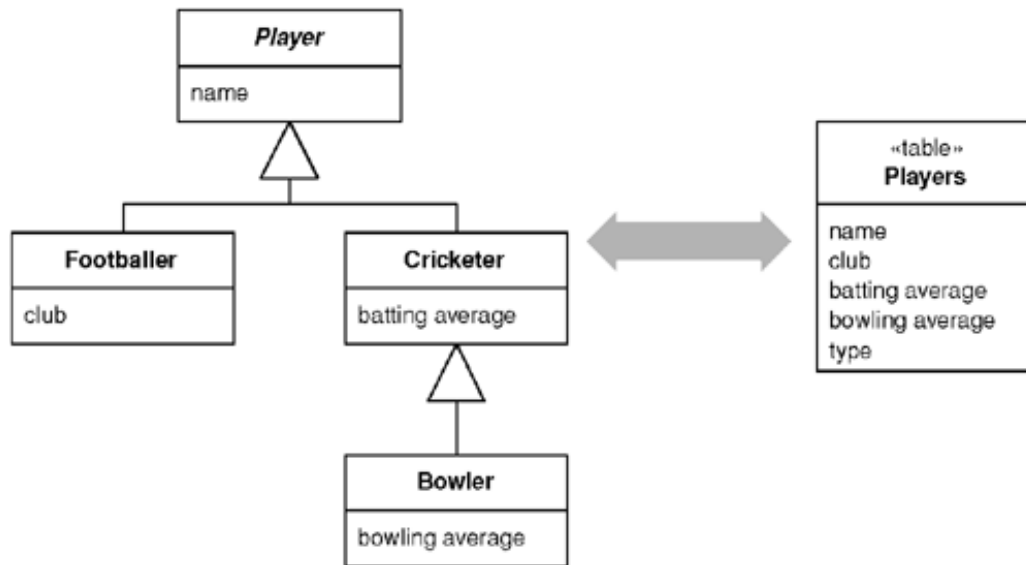 Player
name
Footballer
club
Cricketer
batting average
Bowler
bowling average
«table»
Players
name
club
batting average
bowling average
type